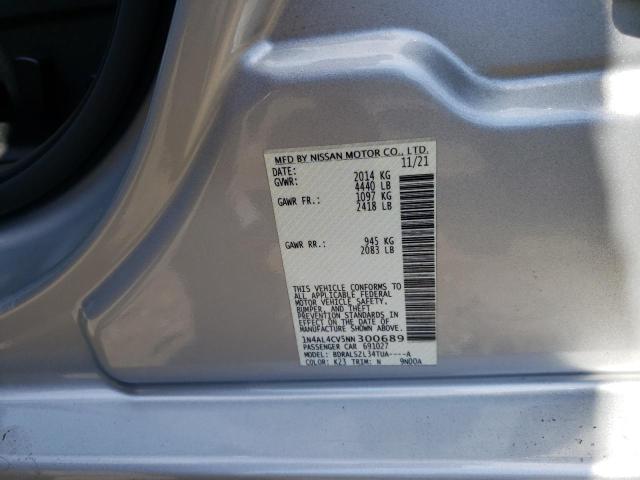 MFD BY NISSAN MOTOR CO., LTD.
DATE: 11/21
GVWR: 2014 KG
4440 LB
GAWR FR.: 1097 KG
2418 LB
GAWR RR.: 945 KG
2083 LB
THIS VEHICLE CONFORMS TO
ALL APPLICABLE FEDERAL
MOTOR VEHICLE SAFETY,
BUMPER, AND THEFT
PREVENTION STANDARDS IN
EFFECT ON THE DATE OF
MANUFACTURE SHOWN ABOVE.
1N4AL4CV5NN300689
PASSENGER CAR 691027
MODEL: BDRALSZL34TUA----A
COLOR: K23 TRIM: N 9NDOA